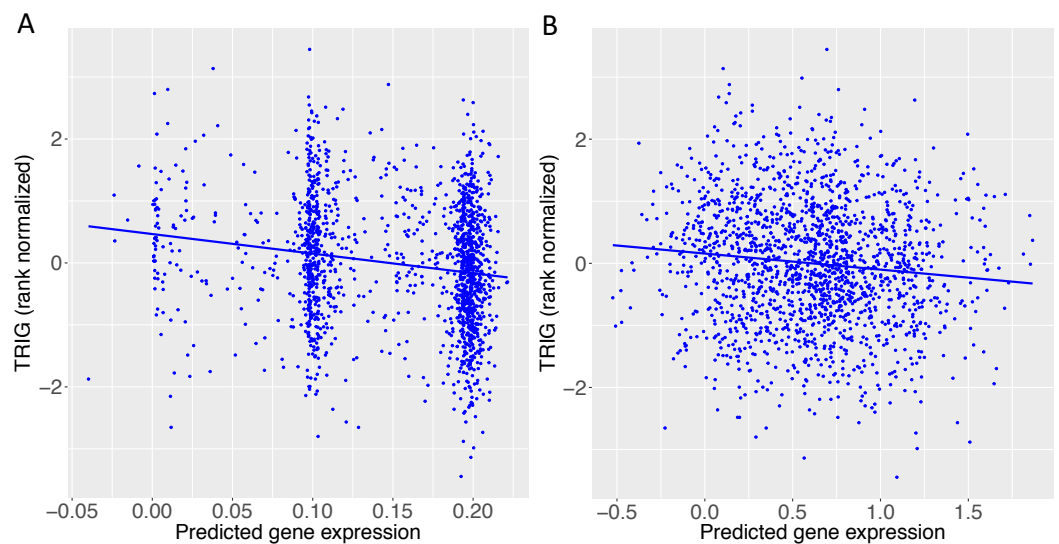 A
B
TRIG (rank normalized)
2
0
−2
−0.05 0.00 0.05 0.10 0.15 0.20
Predicted gene expression
TRIG (rank normalized)
2
0
−2
−0.5 0.0 0.5 1.0 1.5
Predicted gene expression